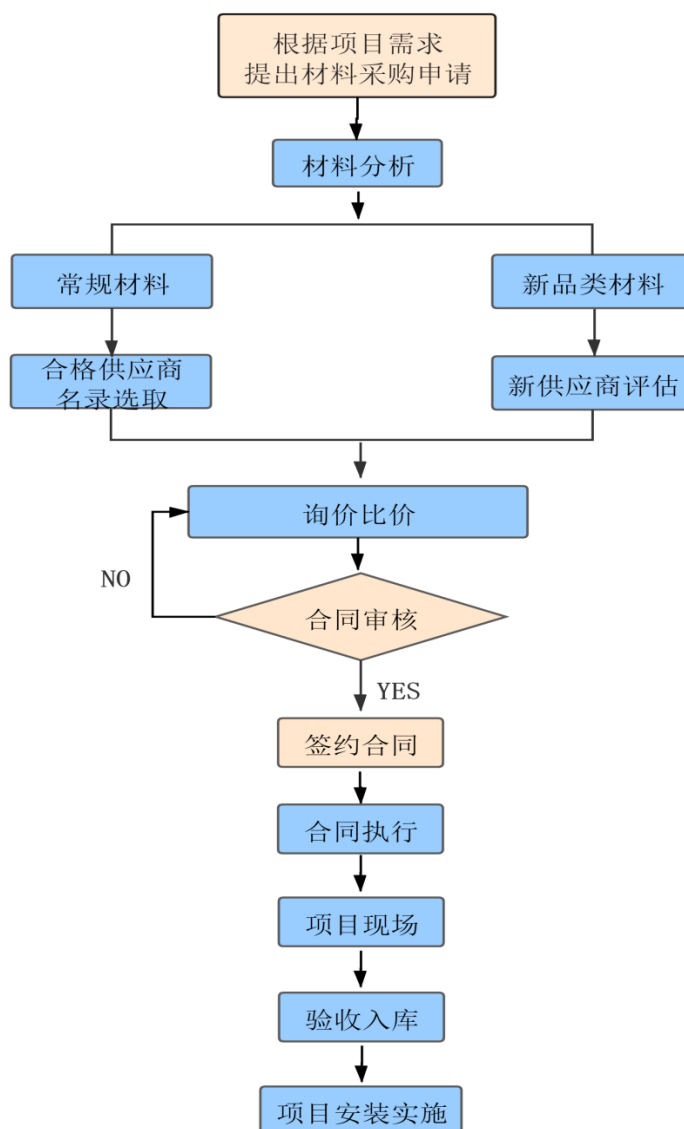 根据项目需求
提出材料采购申请
材料分析
常规材料
新品类材料
合格供应商
名录选取
新供应商评估
询价比价
NO
合同审核
YES
签约合同
合同执行
项目现场
验收入库
项目安装实施